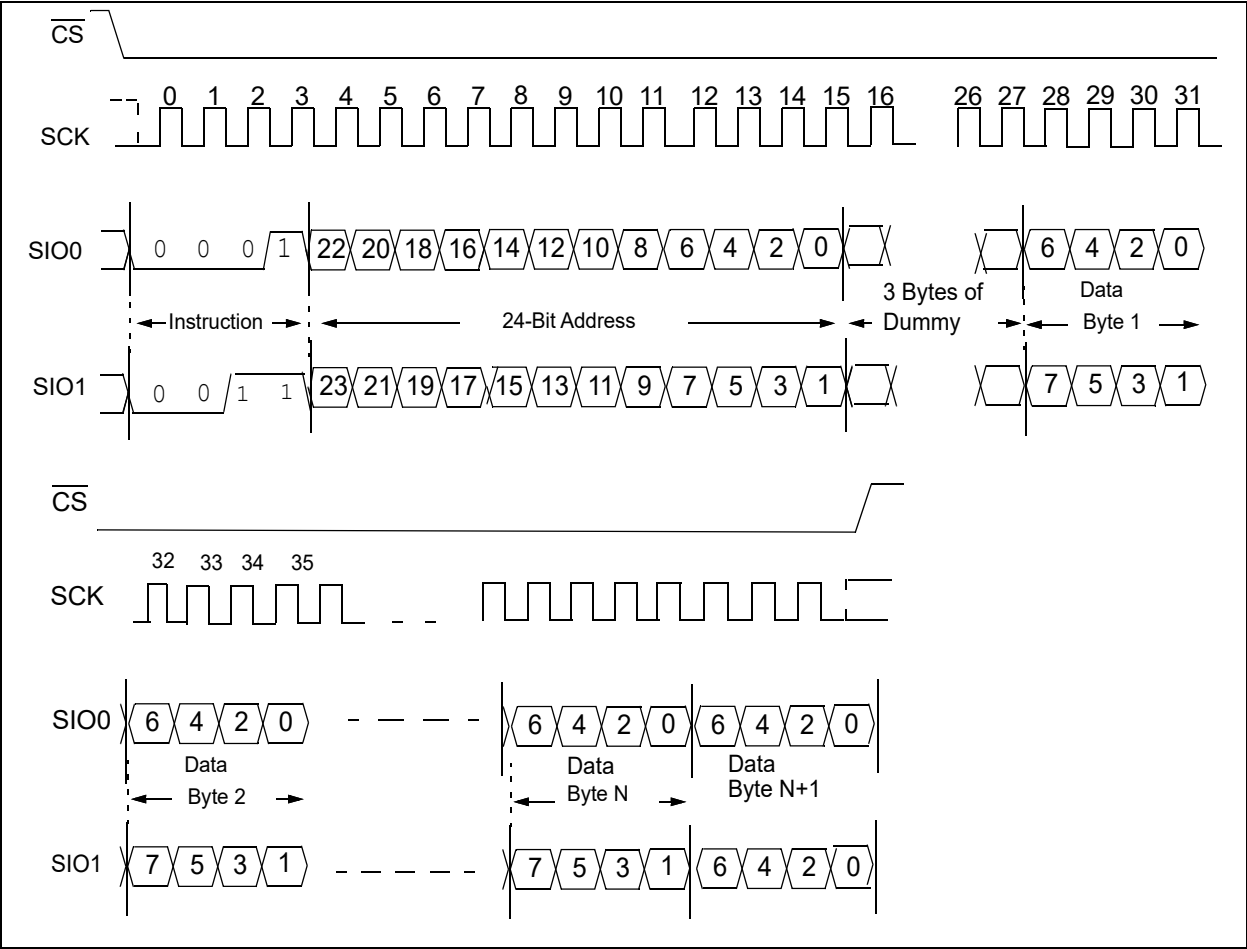 CS
0 1 2 3 4 5 6 7 8 9 10 11 12 13 14 15 16 26 27 28 29 30 31
SCK
SIO0 0 0 0 1 22 20 18 16 14 12 10 8 6 4 2 0 6 4 2 0
Instruction 24-Bit Address 3 Bytes of Dummy Data Byte 1
SIO1 0 0 1 1 23 21 19 17 15 13 11 9 7 5 3 1 7 5 3 1
CS
32 33 34 35
SCK
SIO0 6 4 2 0 6 4 2 0 6 4 2 0
Data Byte 2 Data Byte N Data Byte N+1
SIO1 7 5 3 1 7 5 3 1 6 4 2 0